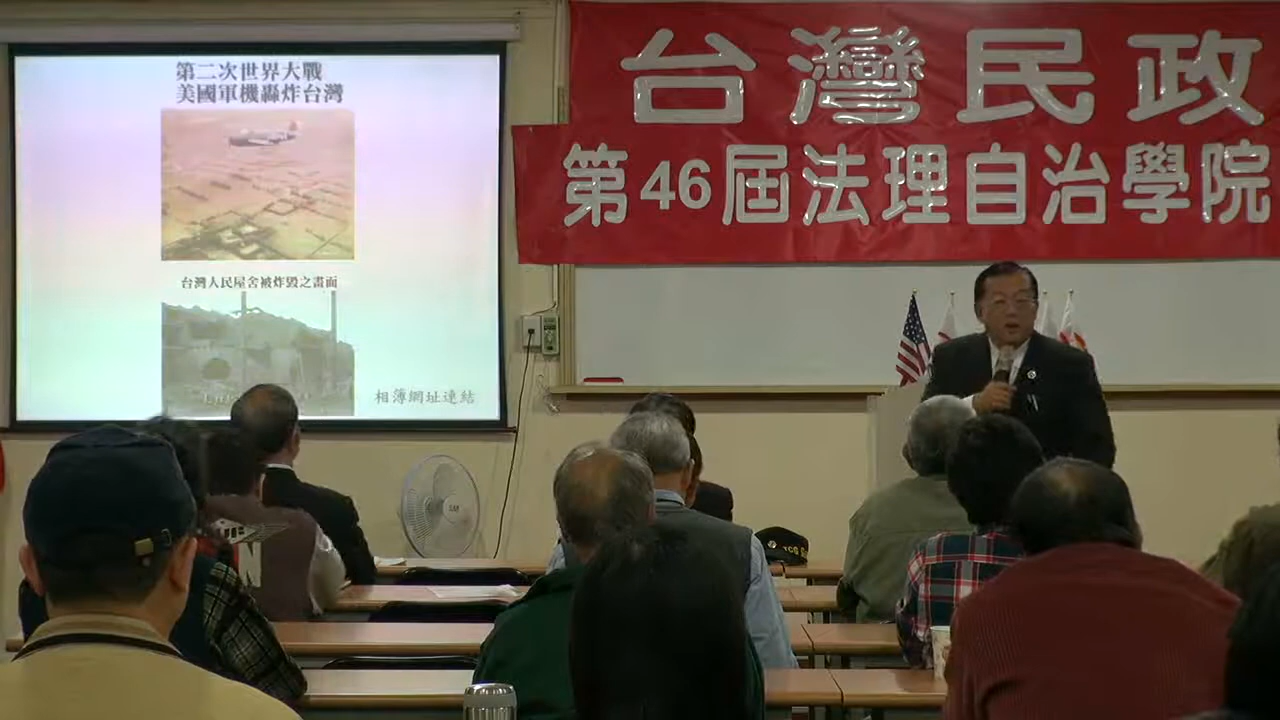 第二次世界大戰
美國軍機轟炸台灣
台灣人民屋舍被炸毀之畫面
相簿網址連結
台灣民政
第46屆法理自治學院